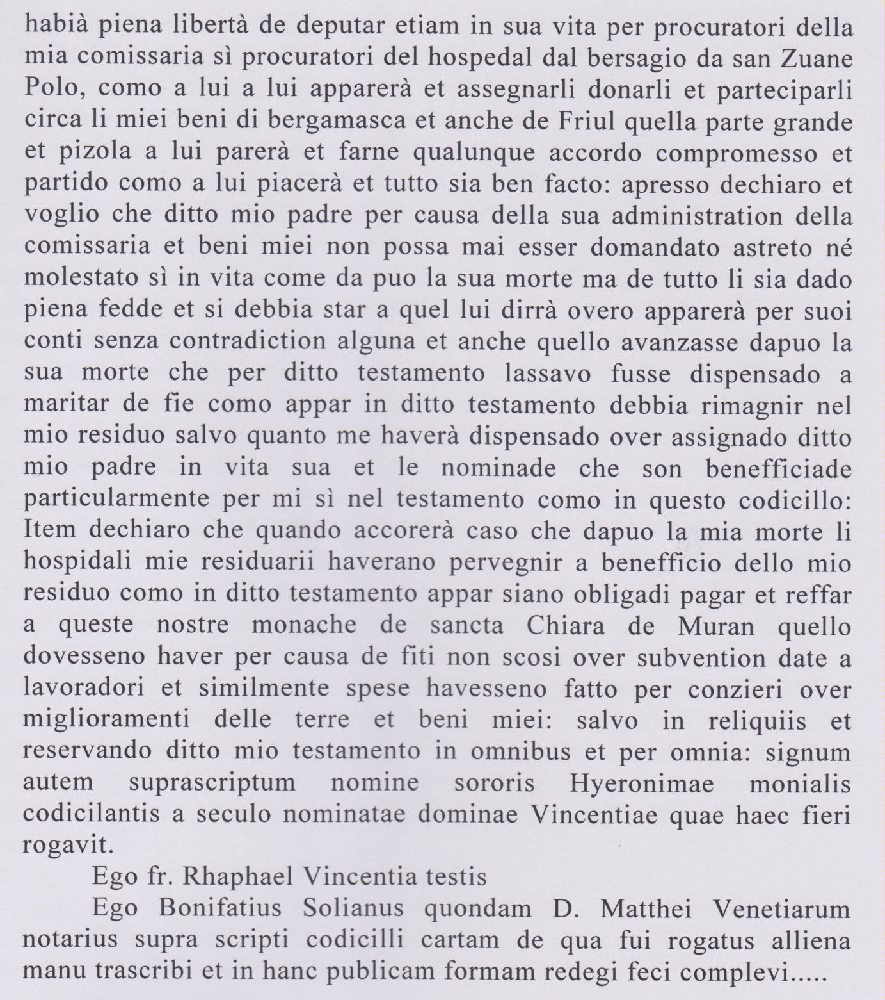 habià piena libertà de deputar etiam in sua vita per procuratori della
mia comissaria sì procuratori del hospedal dal bersagio da san Zuane
Polo, como a lui a lui apparerà et assegnarli donarli et parteciparli
circa li miei beni di bergamasca et anche de Friul quella parte grande
et pizola a lui parerà et farne qualunque accordo compromesso et
partido como a lui piacerà et tutto sia ben facto: apresso dechiaro et
voglio che ditto mio padre per causa della sua administration della
comissaria et beni miei non possa mai esser domandato astreto né
molestato sì in vita come da puo la sua morte ma de tutto li sia dado
piena fedde et si debbia star a quel lui dirrà overo apparerà per suoi
conti senza contradiction alguna et anche quello avanzasse dapuo la
sua morte che per ditto testamento lassavo fusse dispensado a
maritar de fie como appar in ditto testamento debbia rimagnir nel
mio residuo salvo quanto me haverà dispensado over assignado ditto
mio padre in vita sua et le nominade che son benefficiade
particularmente per mi sì nel testamento como in questo codicillo:
Item dechiaro che quando accorerà caso che dapuo la mia morte li
hospidali mie residuarii haverano pervegnir a benefficio dello mio
residuo como in ditto testamento appar siano obligadi pagar et reffar
a queste nostre monache de sancta Chiara de Muran quello
dovesseno haver per causa de fiti non scosi over subvention date a
lavoradori et similmente spese havesseno fatto per conzieri over
miglioramenti delle terre et beni miei: salvo in reliquiis et
reservando ditto mio testamento in omnibus et per omnia: signum
autem suprascriptum nomine sororis Hyeronimae monialis
codicilantis a seculo nominatae dominae Vincentiae quae haec fieri
rogavit.
Ego fr. Rhaphael Vincentia testis
Ego Bonifatius Solianus quondam D. Matthei Venetiarum
notarius supra scripti codicilli cartam de qua fui rogatus alliena
manu trascribi et in hanc publicam formam redegi feci complevi.....